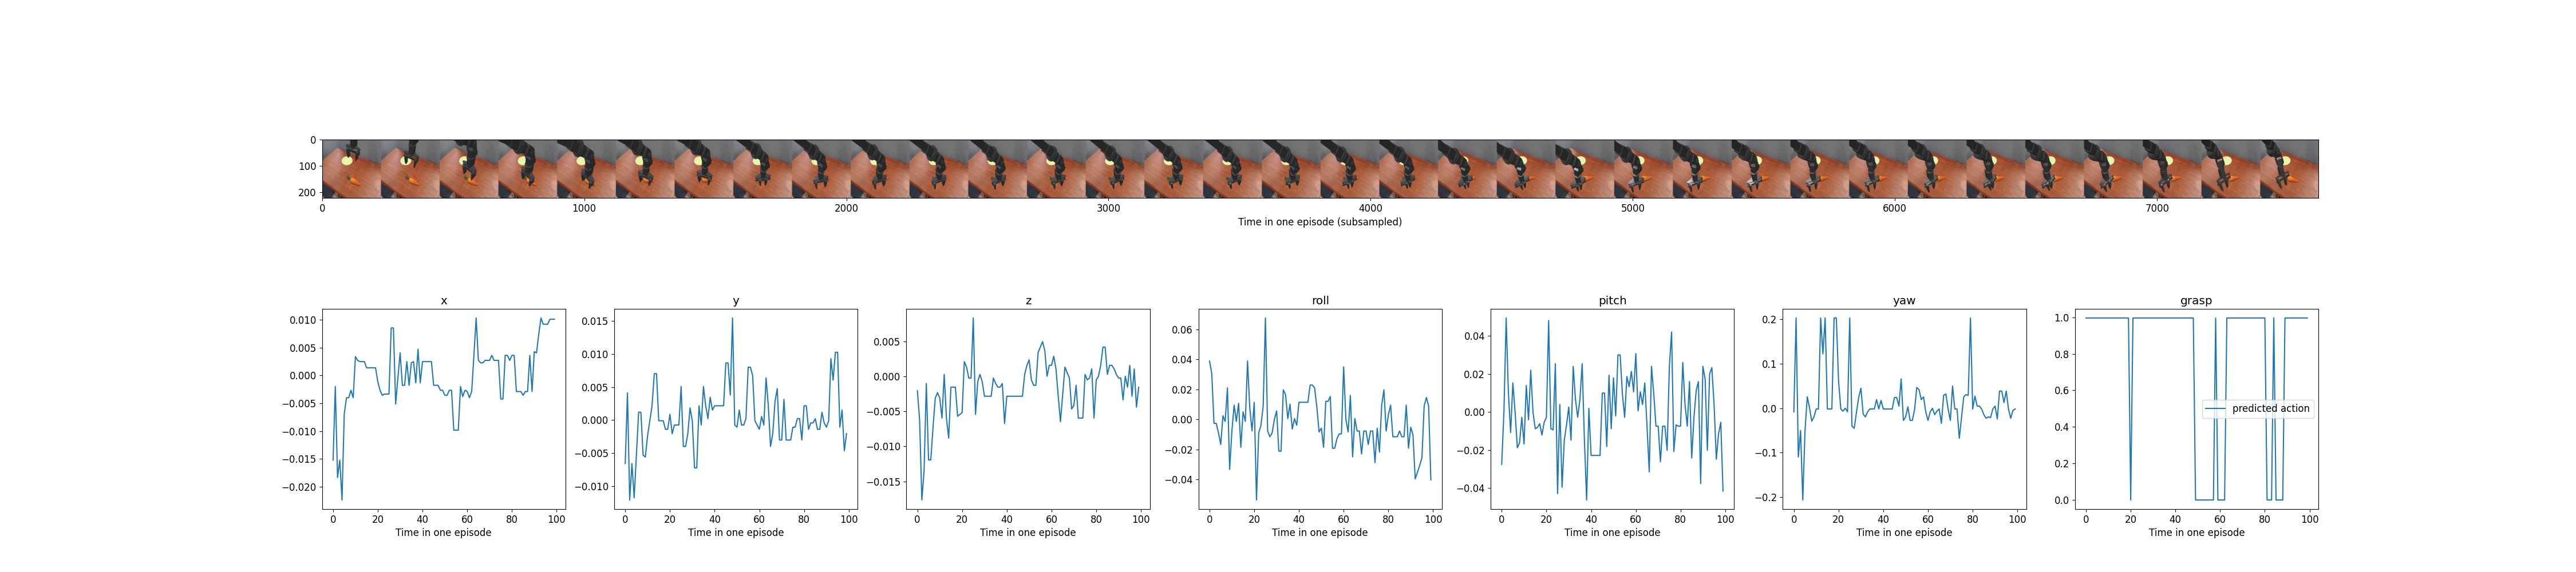 0
100
200
0 1000 2000 3000 4000 5000 6000 7000
Time in one episode (subsampled)
x y z roll pitch yaw grasp
0.010
0.005
0.000
−0.005
−0.010
−0.015
−0.020
0 20 40 60 80 100
Time in one episode
0.015
0.010
0.005
0.000
−0.005
−0.010
0 20 40 60 80 100
Time in one episode
0.005
0.000
−0.005
−0.010
−0.015
0 20 40 60 80 100
Time in one episode
0.06
0.04
0.02
0.00
−0.02
−0.04
0 20 40 60 80 100
Time in one episode
0.04
0.02
0.00
−0.02
−0.04
0 20 40 60 80 100
Time in one episode
0.2
0.1
0.0
−0.1
−0.2
0 20 40 60 80 100
Time in one episode
1.0
0.8
0.6
0.4
0.2
0.0
predicted action
0 20 40 60 80 100
Time in one episode